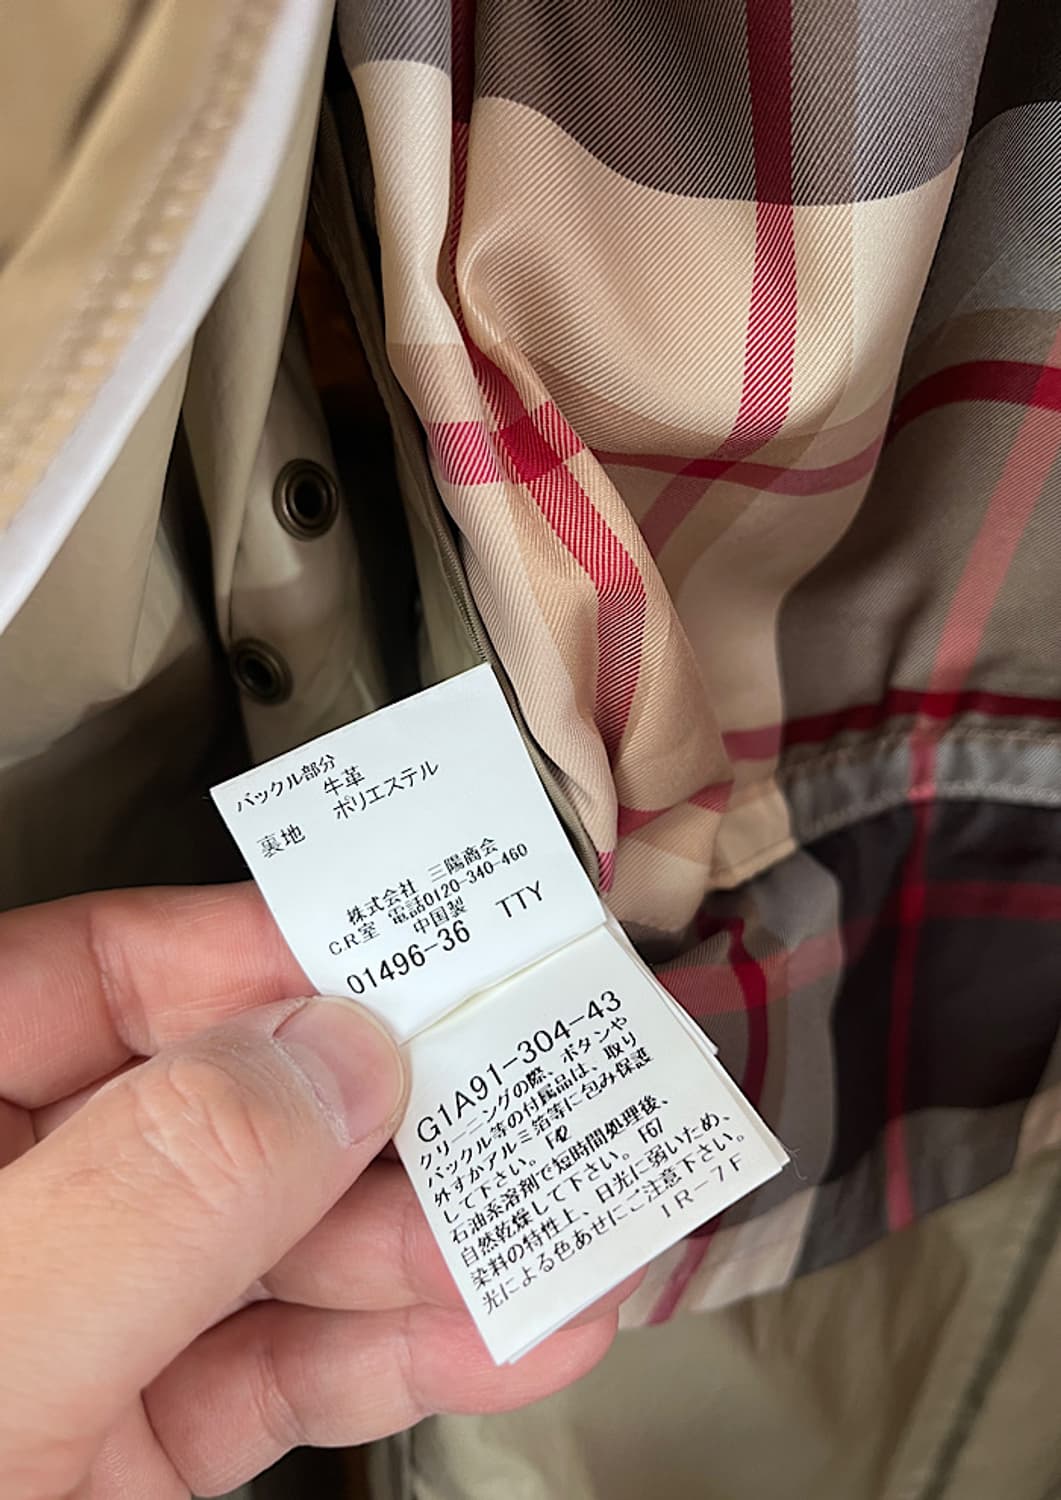 バックル部分
牛革
裏地 ポリエステル
株式会社 三陽商会
C.R室 電話0120-340-460
中国製
01496-36 TTY
G1A91-304-43
クリーニングの際、ボタンや
バックル等の付属品は、取り
外すかアルミ箔等に包み保護
して下さい。F42
石油系溶剤で短時間処理後、
自然乾燥して下さい。F67
染料の特性上、日光に弱いため、
光による色あせにご注意下さい。
IR-7F